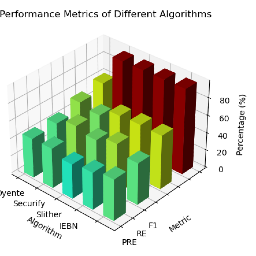 Performance Metrics of Different Algorithms
80
60
40
20
0
Percentage (%)
yente
Securify
Slither
IEBN
Algorithm
PRE
RE
F1
Metric